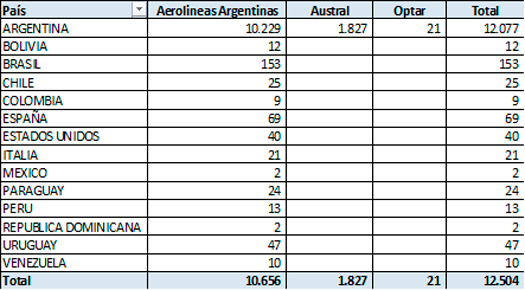 País Aerolineas Argentinas Austral Optar Total
ARGENTINA 10.229 1.827 21 12.077
BOLIVIA 12 12
BRASIL 153 153
CHILE 25 25
COLOMBIA 9 9
ESPAÑA 69 69
ESTADOS UNIDOS 40 40
ITALIA 21 21
MEXICO 2 2
PARAGUAY 24 24
PERU 13 13
REPUBLICA DOMINICANA 2 2
URUGUAY 47 47
VENEZUELA 10 10
Total 10.656 1.827 21 12.504